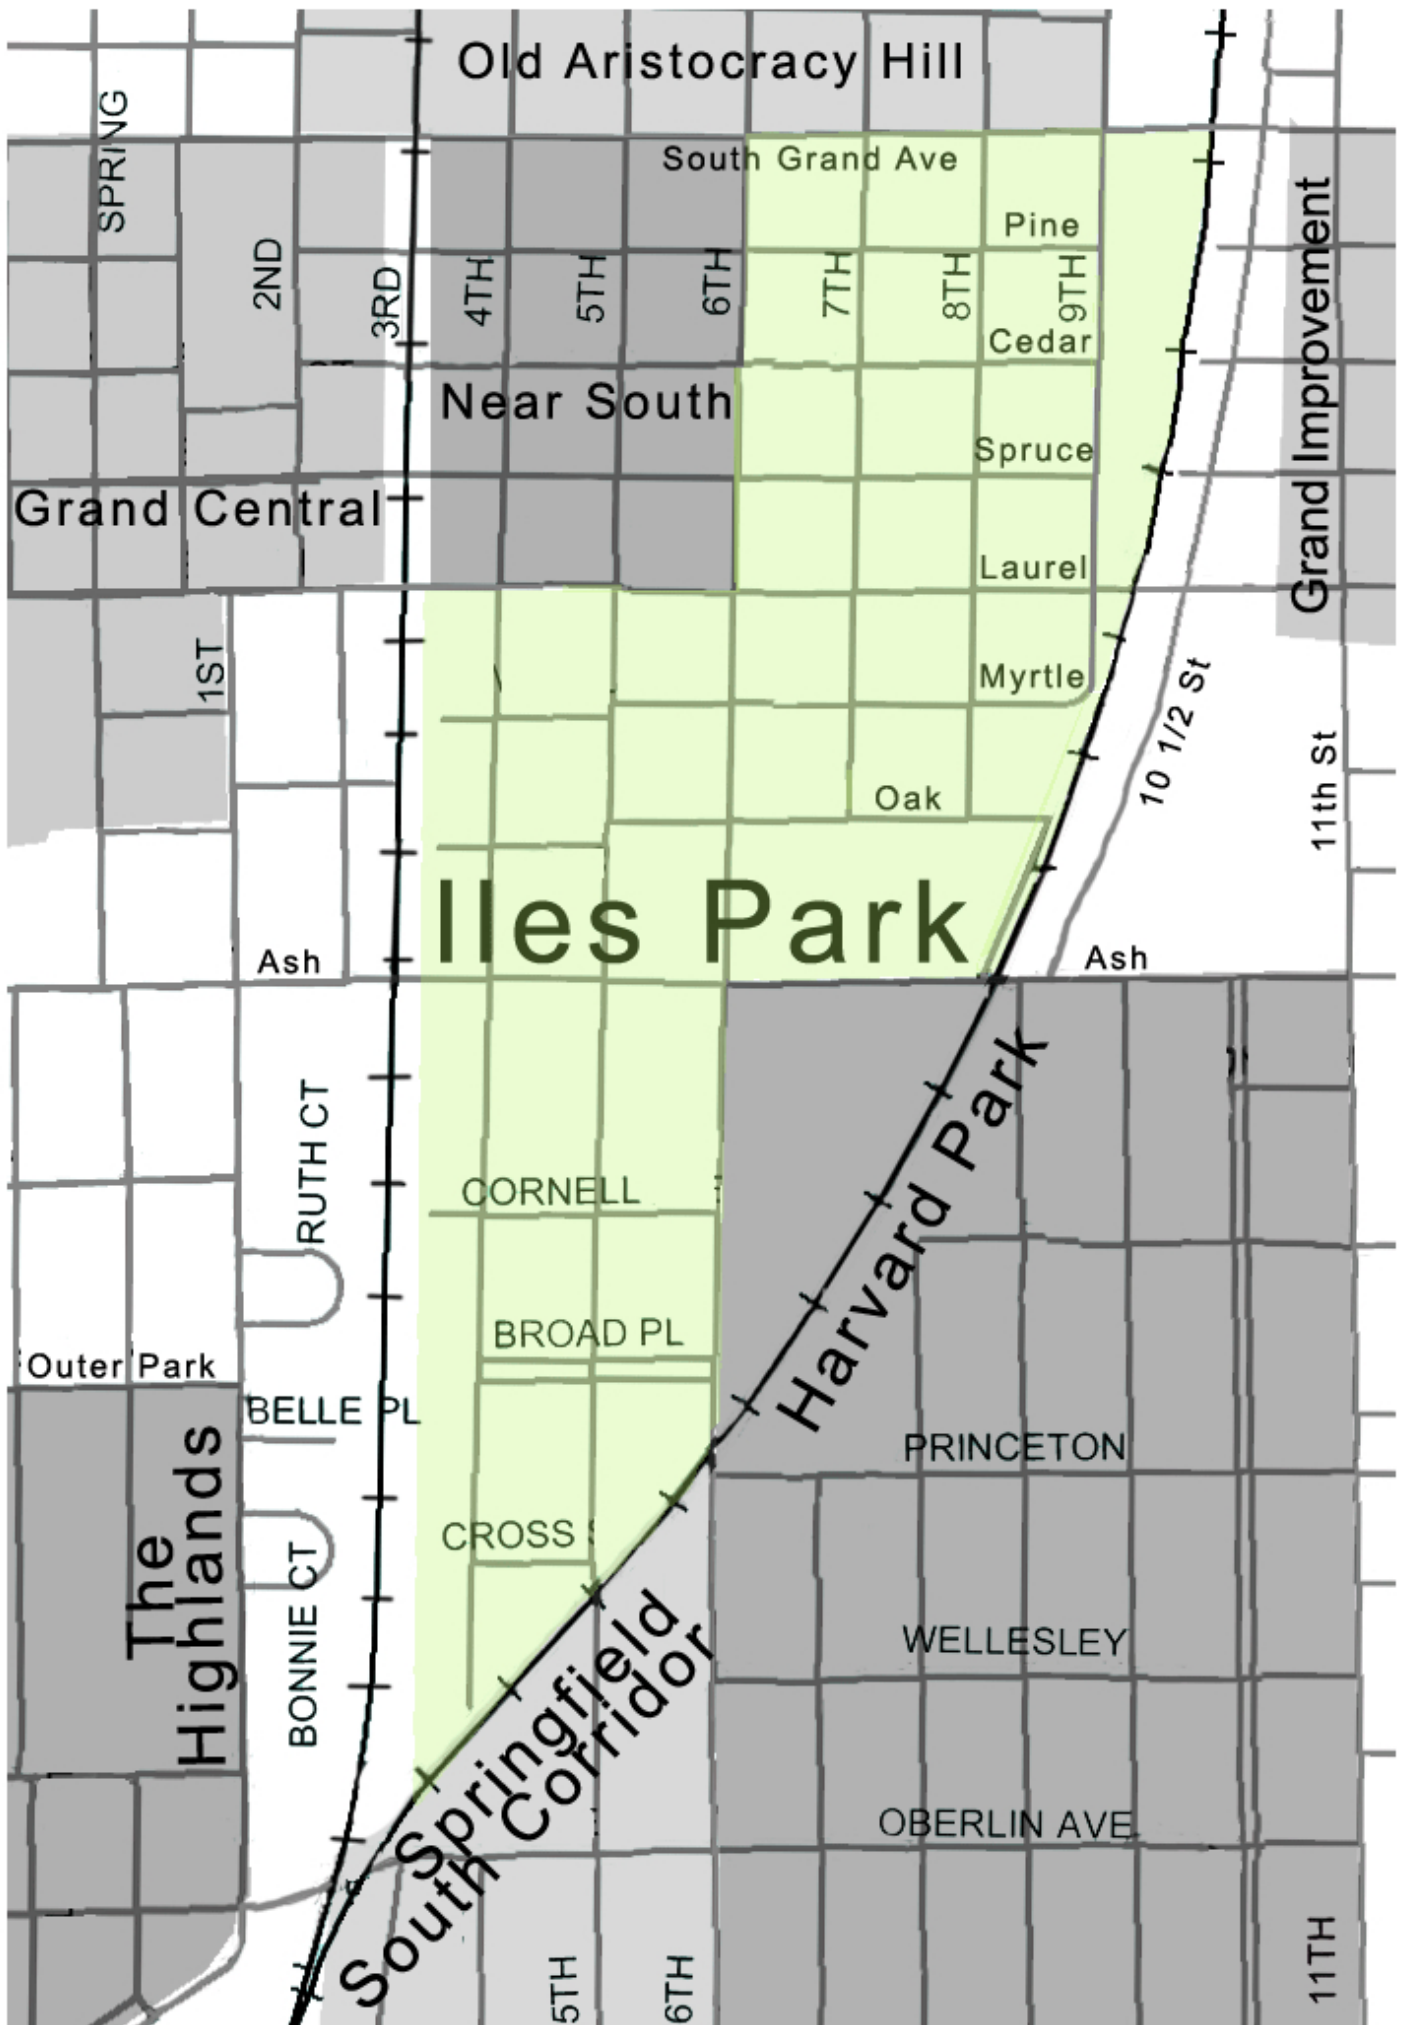 Old Aristocracy Hill
SPRING
South Grand Ave
Pine
2ND
3RD
4TH
5TH
6TH
7TH
8TH
9TH
Cedar
Grand Improvement
Near South
Spruce
Grand Central
Laurel
1ST
Myrtle
10 1/2 St
11th St
Oak
Iles Park
Ash
Ash
RUTH CT
CORNELL
Harvard Park
BROAD PL
Outer Park
BELLE PL
PRINCETON
The
Highlands
CROSS
BONNIE CT
WELLESLEY
Springfield
South Corridor
OBERLIN AVE
5TH
6TH
11TH